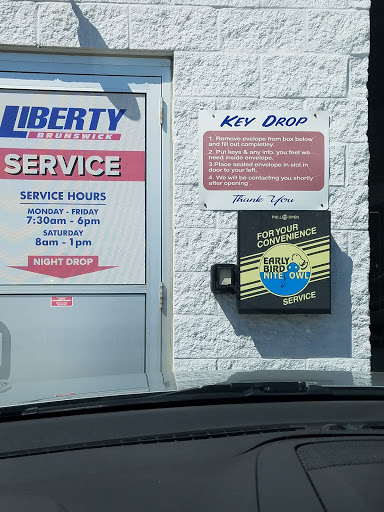 LIBERTY
BRUNSWICK
SERVICE
SERVICE HOURS
MONDAY - FRIDAY
7:30am - 6pm
SATURDAY
8am - 1pm
NIGHT DROP
KEY DROP
1. Remove evelope from box below
and fill out completley.
2. Put keys & any info. you feel we
need inside envelope.
3.Place sealed envelope in slot in
door to your left.
4. We will be contacting you shortly
after opening .
Thank You
PULL OPEN
FOR YOUR
CONVENIENCE
EARLY
BIRD
NITE OWL
SERVICE